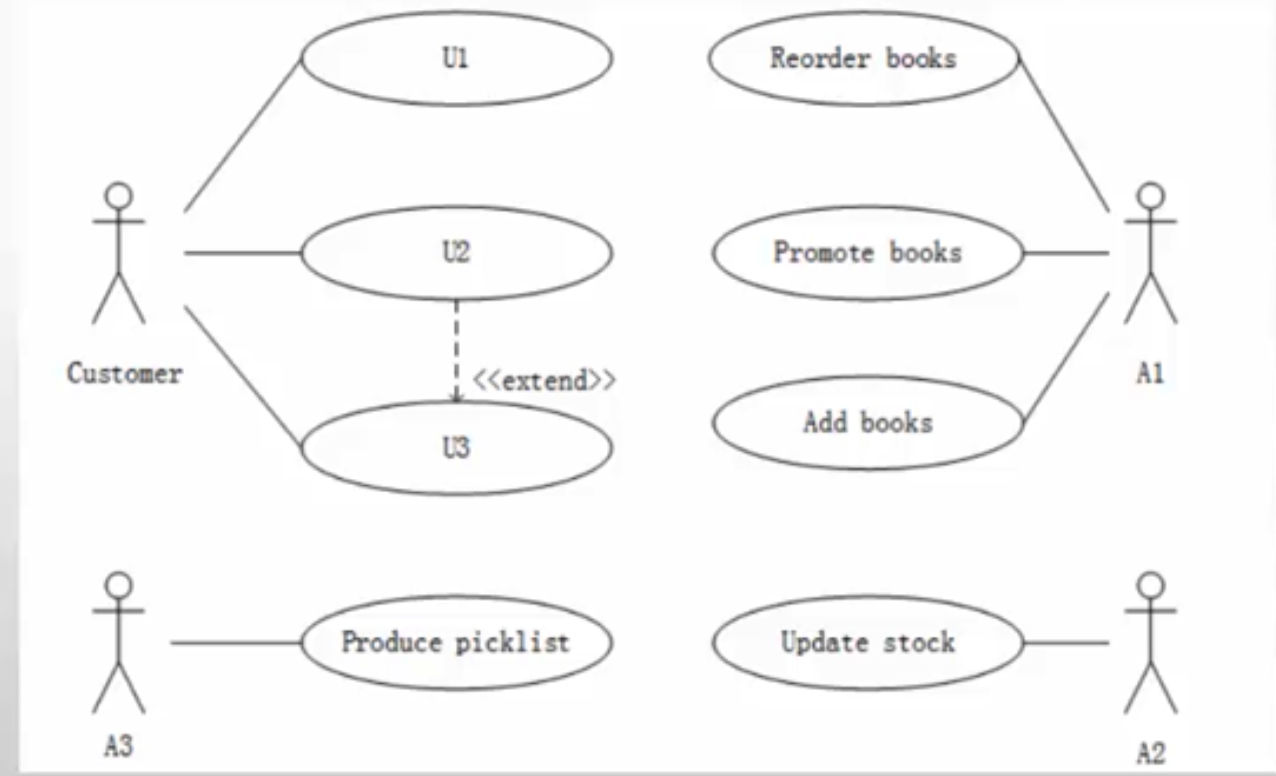 U1
Reorder books
U2
Promote books
Customer
<<extend>>
A1
U3
Add books
Produce picklist
Update stock
A3
A2